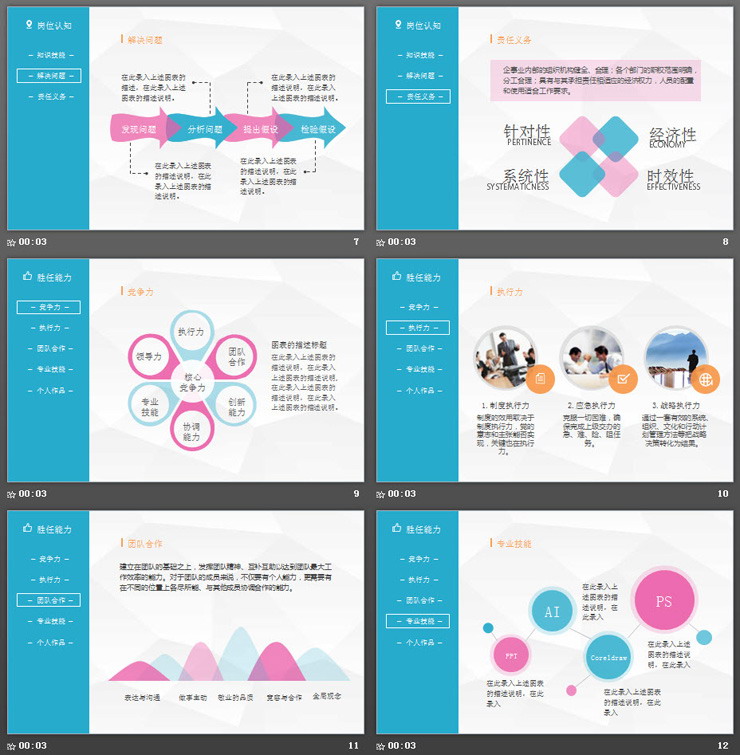 岗位认知
– 知识技能 –
– 解决问题 –
– 责任义务 –
解决问题
在此录入上述图表的描述说明，在此录入上述图表的描述说明。
在此录入上述图表的描述说明，在此录入上述图表的描述说明。
发现问题
分析问题
提出假设
检验假设
在此录入上述图表的描述说明，在此录入上述图表的描述说明。
在此录入上述图表的描述说明，在此录入上述图表的描述说明。
00:03
7
岗位认知
– 知识技能 –
– 解决问题 –
– 责任义务 –
责任义务
企事业内部的组织机构健全、合理；各个部门的职权范围明确，
分工合理；具有与其承担责任相适应的经济权力，人员的配置
和使用适合工作要求。
针对性
PERTINENCE
经济性
ECONOMY
系统性
SYSTEMATICNESS
时效性
EFFECTIVENESS
00:03
8
胜任能力
– 竞争力 –
– 执行力 –
– 团队合作 –
– 专业技能 –
– 个人作品 –
竞争力
执行力
领导力
团队
合作
核心
竞争力
专业
技能
创新
能力
协调
能力
图表的描述标题
在此录入上述图表的描述说明，在此录入上述图表的描述说明。在此录入上述图表的描述说明，在此录入上述图表的描述说明。
00:03
9
胜任能力
– 竞争力 –
– 执行力 –
– 团队合作 –
– 专业技能 –
– 个人作品 –
执行力
1. 制度执行力
制度的效用取决于
制度执行力，党的
意志和主张能否实
现，关键也在执行
力。
2. 应急执行力
克服一切困难，确
保完成上级交办的
急、难、险、阻任
务。
3. 战略执行力
通过一套有效的系统、
组织、文化和行动计
划管理方法等把战略
决策转化为结果。
00:03
10
胜任能力
– 竞争力 –
– 执行力 –
– 团队合作 –
– 专业技能 –
– 个人作品 –
团队合作
建立在团队的基础之上，发挥团队精神、互补互助以达到团队最大工
作效率的能力。对于团队的成员来说，不仅要有个人能力，更需要有
在不同的位置上各尽所能、与其他成员协调合作的能力。
表达与沟通
做事主动
敬业的品质
宽容与合作
全局观念
00:03
11
胜任能力
– 竞争力 –
– 执行力 –
– 团队合作 –
– 专业技能 –
– 个人作品 –
专业技能
在此录入
上述图表
的描述说
明，在此
录入
AI
PS
PPT
Coreldraw
在此录入上述图
表的描述说明，在此
录入
在此录入上述图表
的描述说明，在此录入
在此录入上述图表
的描述说明，在此
录入
00:03
12